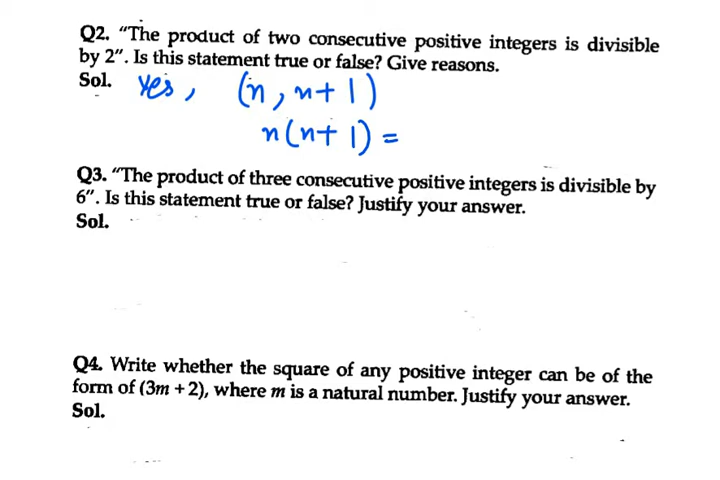 Q2. “The product of two consecutive positive integers is divisible
by 2”. Is this statement true or false? Give reasons.
Sol. Yes, (n, n+1)
n(n+1) =
Q3. “The product of three consecutive positive integers is divisible by
6”. Is this statement true or false? Justify your answer.
Sol.
Q4. Write whether the square of any positive integer can be of the
form of (3m + 2), where m is a natural number. Justify your answer.
Sol.